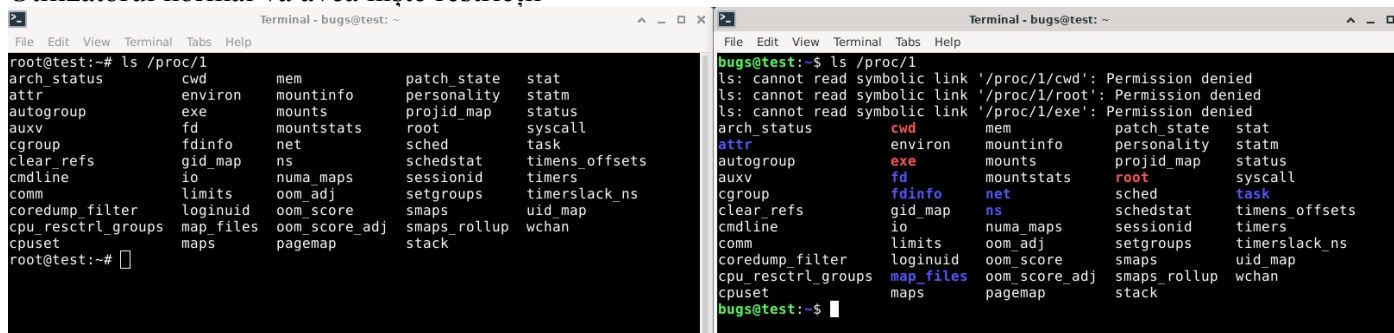 Utilizatorul normal va avea niște restricții
Terminal - bugs@test: ~
File Edit View Terminal Tabs Help
root@test:~# ls /proc/1
arch_status cwd mem patch_state stat
attr environ mountinfo personality statm
autogroup exe mounts projid_map status
auxv fd mountstats root syscall
cgroup fdinfo net sched task
clear_refs gid_map ns schedstat timens_offsets
cmdline io numa_maps sessionid timers
comm limits oom_adj setgroups timerslack_ns
coredump_filter loginuid oom_score smaps uid_map
cpu_resctrl_groups map_files oom_score_adj smaps_rollup wchan
cpuset maps pagemap stack
root@test:~#
Terminal - bugs@test: ~
File Edit View Terminal Tabs Help
bugs@test:~$ ls /proc/1
ls: cannot read symbolic link '/proc/1/cwd': Permission denied
ls: cannot read symbolic link '/proc/1/root': Permission denied
ls: cannot read symbolic link '/proc/1/exe': Permission denied
arch_status cwd mem patch_state stat
attr environ mountinfo personality statm
autogroup exe mounts projid_map status
auxv fd mountstats root syscall
cgroup fdinfo net sched task
clear_refs gid_map ns schedstat timens_offsets
cmdline io numa_maps sessionid timers
comm limits oom_adj setgroups timerslack_ns
coredump_filter loginuid oom_score smaps uid_map
cpu_resctrl_groups map_files oom_score_adj smaps_rollup wchan
cpuset maps pagemap stack
bugs@test:~$